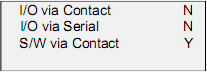 I/O via Contact N
I/O via Serial N
S/W via Contact Y